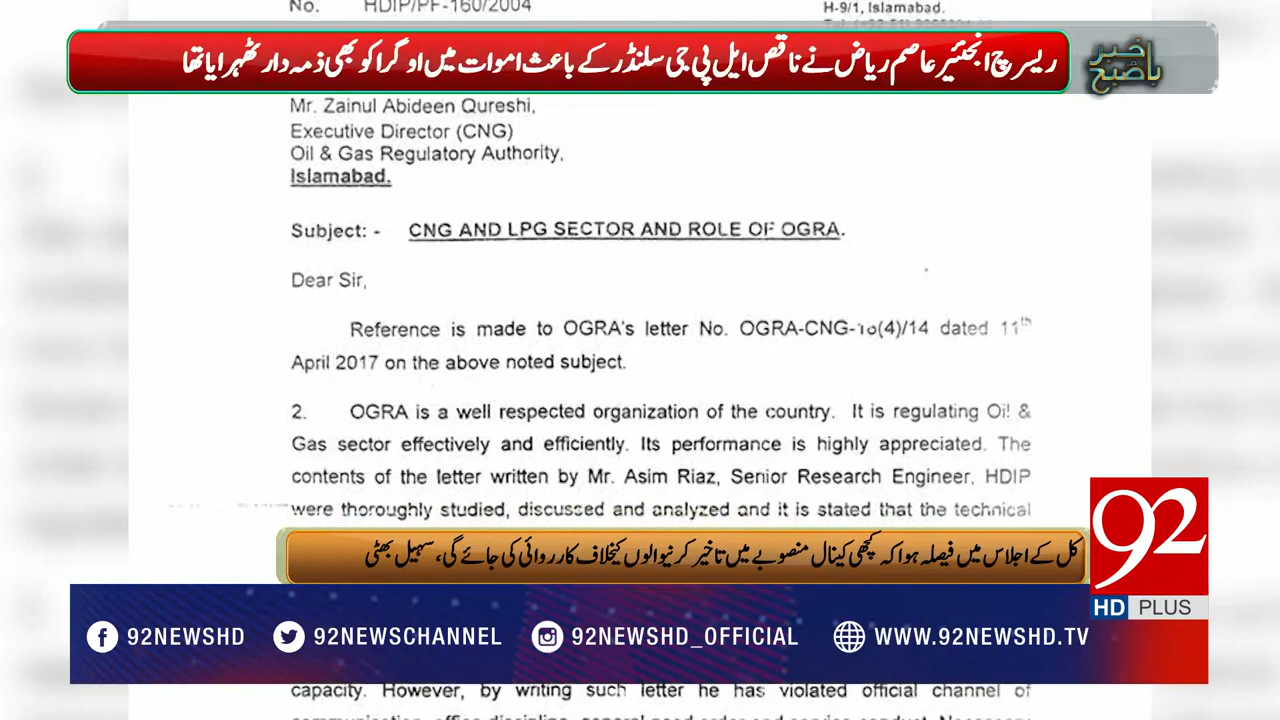 No. HDIP/PF-160/2004
H-9/1, Islamabad.
ریسرچ انجنئیر عاصم ریاض نے ناقص ایل پی جی سلنڈر کے باعث اموات میں اوگرا کو بھی ذمہ دار ٹھہرایا تھا
باخبر صبح
Mr. Zainul Abideen Qureshi,
Executive Director (CNG)
Oil & Gas Regulatory Authority,
Islamabad.
Subject: - CNG AND LPG SECTOR AND ROLE OF OGRA.
Dear Sir,
Reference is made to OGRA's letter No. OGRA-CNG-18(4)/14 dated 11th
April 2017 on the above noted subject.
2. OGRA is a well respected organization of the country. It is regulating Oil &
Gas sector effectively and efficiently. Its performance is highly appreciated. The
contents of the letter written by Mr. Asim Riaz, Senior Research Engineer, HDIP
were thoroughly studied, discussed and analyzed and it is stated that the technical
کل کے اجلاس میں فیصلہ ہوا کہ کچھی کینال منصوبے میں تاخیر کرنیوالوں کیخلاف کارروائی کی جائے گی، سہیل بھٹی
92
HD PLUS
92NEWSHD 92NEWSCHANNEL 92NEWSHD_OFFICIAL WWW.92NEWSHD.TV
capacity. However, by writing such letter he has violated official channel of